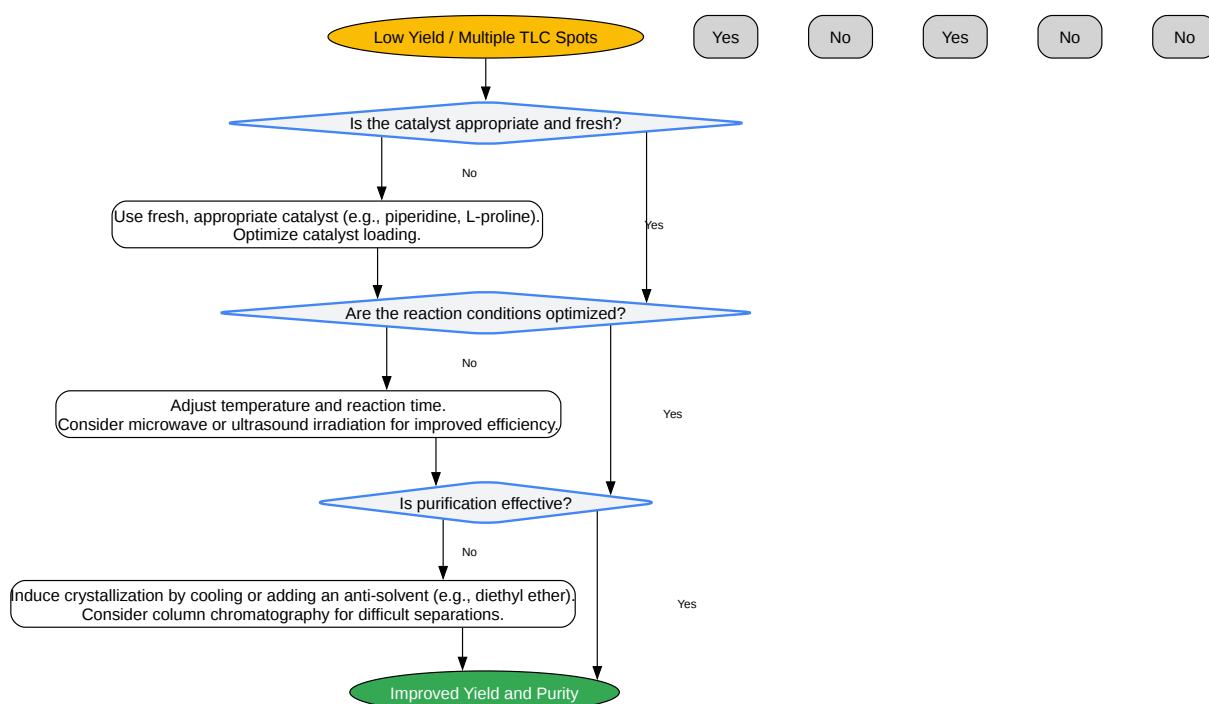 Low Yield / Multiple TLC Spots
Yes
No
Yes
No
No
Is the catalyst appropriate and fresh?
No
Use fresh, appropriate catalyst (e.g., piperidine, L-proline).
Optimize catalyst loading.
Yes
Are the reaction conditions optimized?
No
Adjust temperature and reaction time.
Consider microwave or ultrasound irradiation for improved efficiency.
Yes
Is purification effective?
No
Induce crystallization by cooling or adding an anti-solvent (e.g., diethyl ether).
Consider column chromatography for difficult separations.
Yes
Improved Yield and Purity